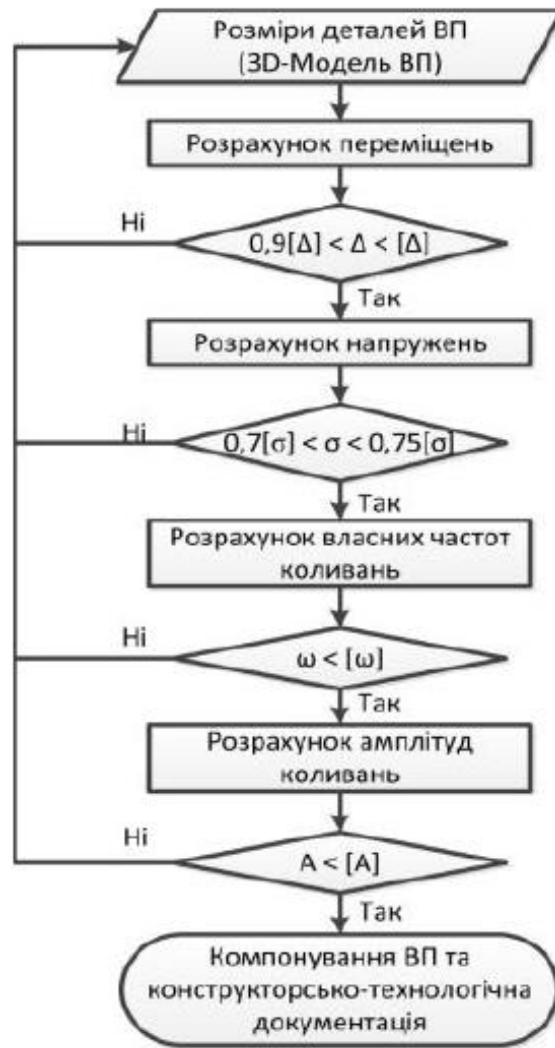 Розміри деталей ВП
(3D-Модель ВП)
Розрахунок переміщень
Ні
0,9[Δ] < Δ < [Δ]
Так
Розрахунок напружень
Ні
0,7[σ] < σ < 0,75[σ]
Так
Розрахунок власних частот
коливань
Ні
ω < [ω]
Так
Розрахунок амплітуд
коливань
Ні
A < [A]
Так
Компонування ВП та
конструкторсько-технологічна
документація